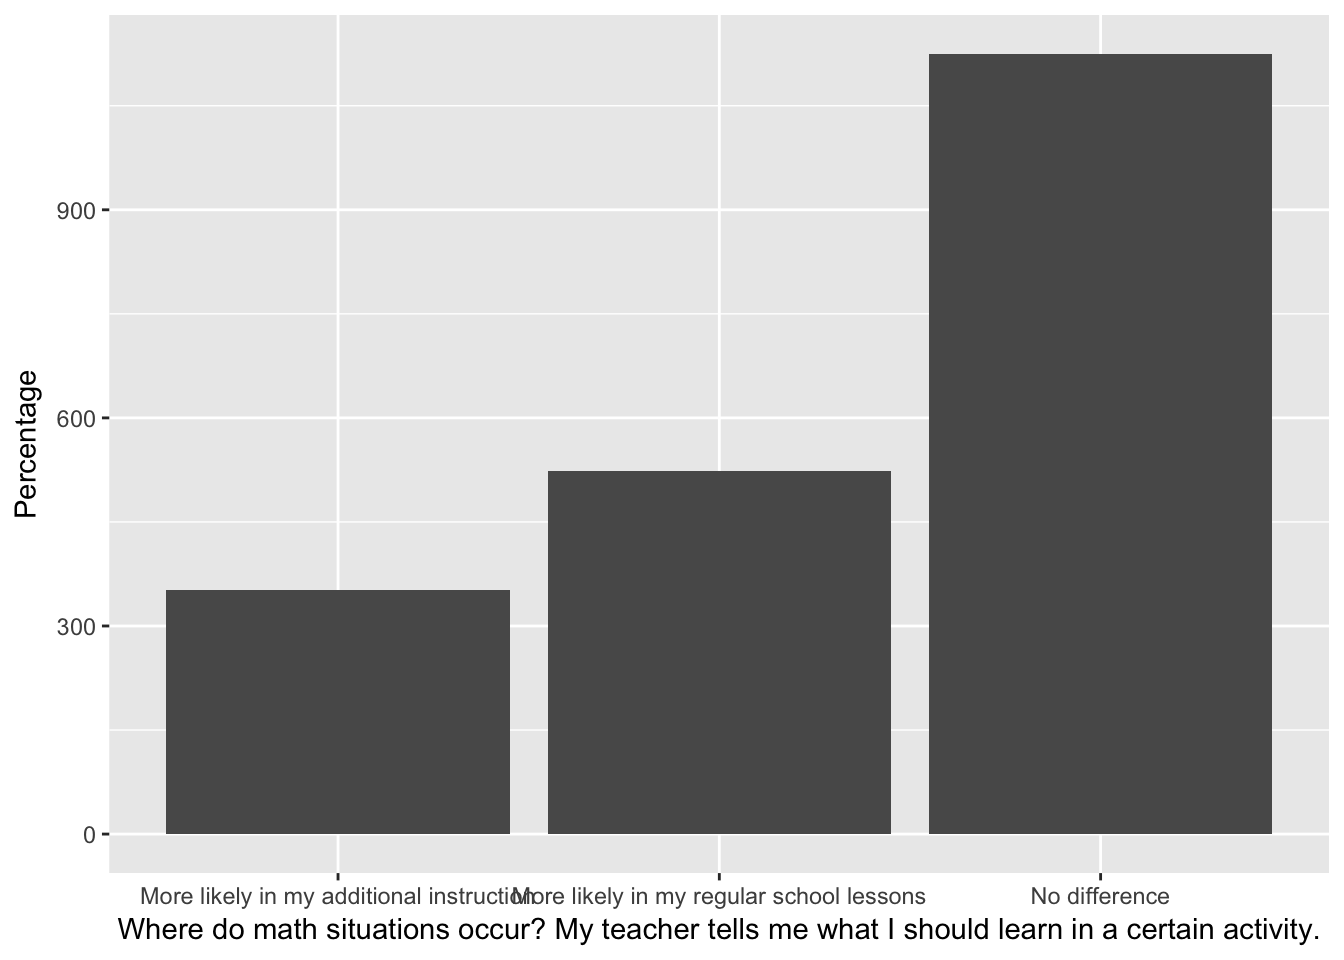 Percentage
900
600
300
0
More likely in my additional instruction
More likely in my regular school lessons
No difference
Where do math situations occur? My teacher tells me what I should learn in a certain activity.